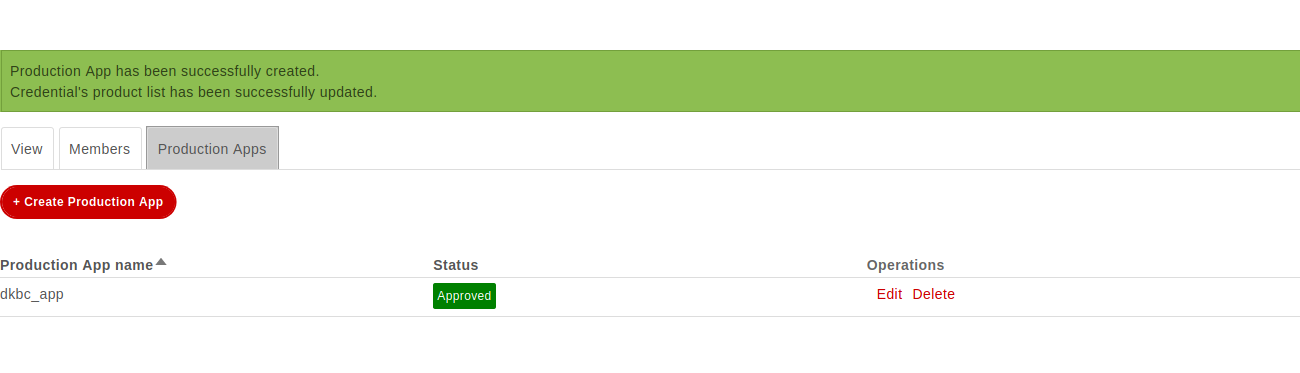 Production App has been successfully created.
Credential's product list has been successfully updated.
View Members Production Apps
+ Create Production App
Production App name Status Operations
dkbc_app Approved Edit Delete